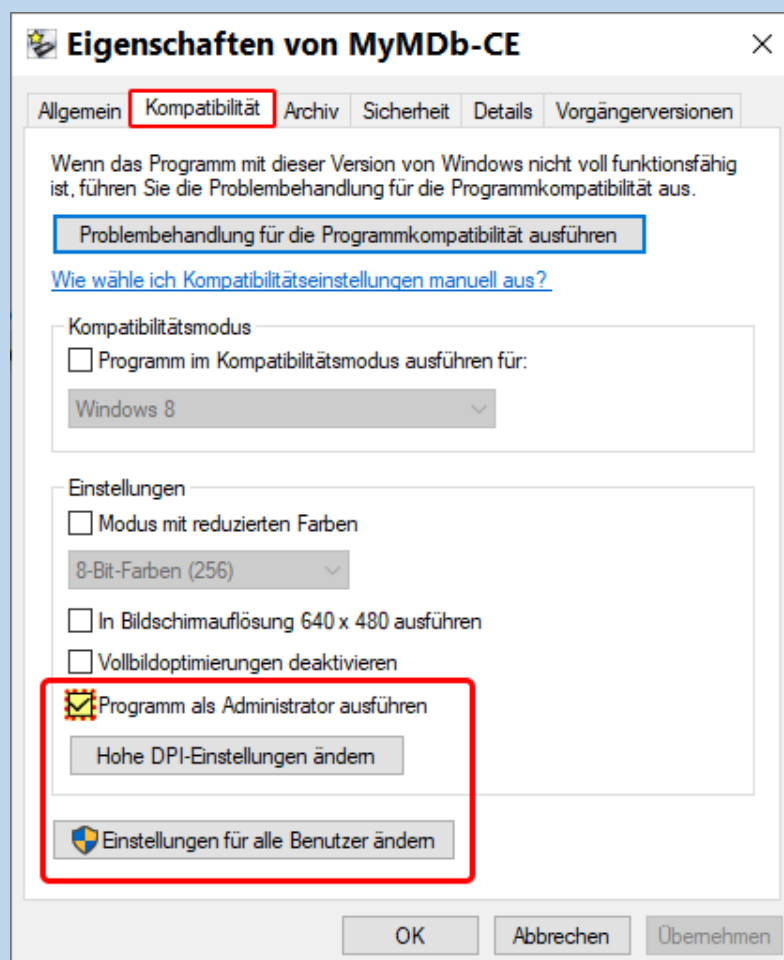 Eigenschaften von MyMDb-CE
Allgemein Kompatibilität Archiv Sicherheit Details Vorgängerversionen
Wenn das Programm mit dieser Version von Windows nicht voll funktionsfähig
ist, führen Sie die Problembehandlung für die Programmkompatibilität aus.
Problembehandlung für die Programmkompatibilität ausführen
Wie wähle ich Kompatibilitätseinstellungen manuell aus?
Kompatibilitätsmodus
Programm im Kompatibilitätsmodus ausführen für:
Windows 8
Einstellungen
Modus mit reduzierten Farben
8-Bit-Farben (256)
In Bildschirmauflösung 640 x 480 ausführen
Vollbildoptimierungen deaktivieren
Programm als Administrator ausführen
Hohe DPI-Einstellungen ändern
Einstellungen für alle Benutzer ändern
OK Abbrechen Übernehmen